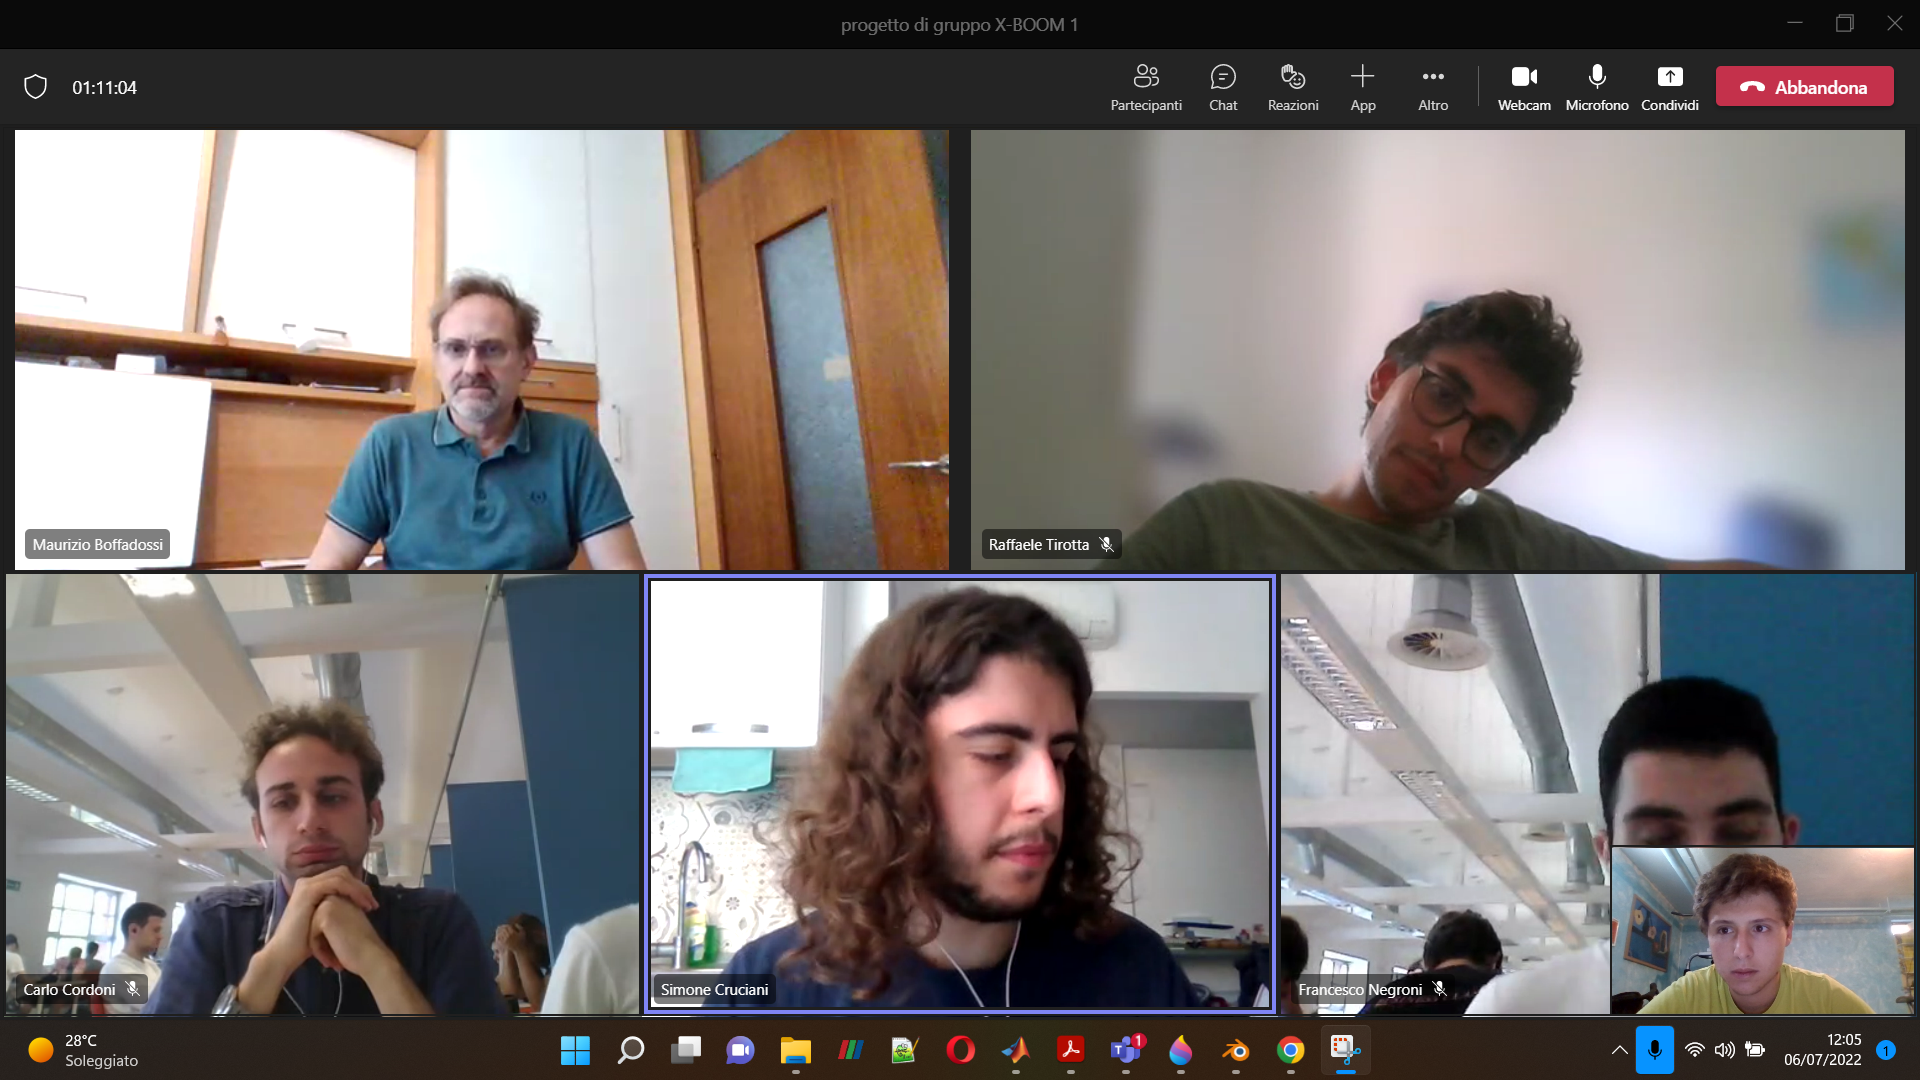 progetto di gruppo X-BOOM 1
01:11:04
Partecipanti
Chat
Reazioni
App
Altro
Webcam
Microfono
Condividi
Abbandona
Maurizio Boffadossi
Raffaele Tirotta
Carlo Cordoni
Simone Cruciani
Francesco Negroni
28°C
Soleggiato
1
12:05
06/07/2022
1